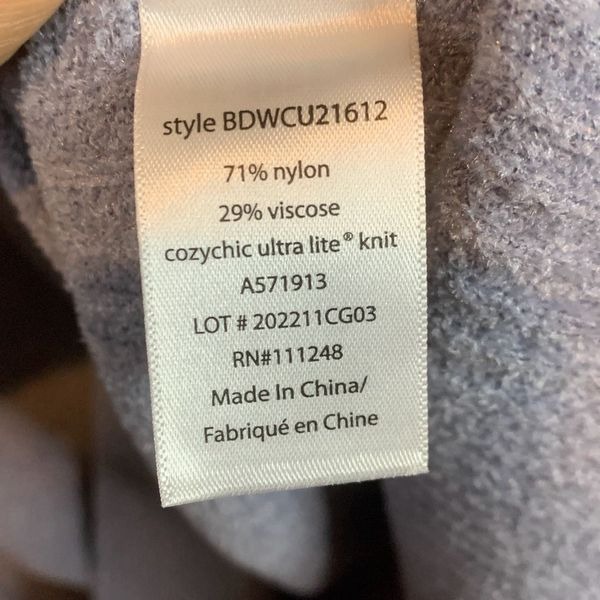 style BDWCU21612
71% nylon
29% viscose
cozychic ultra lite® knit
A571913
LOT # 202211CG03
RN#111248
Made In China/
Fabriqué en Chine